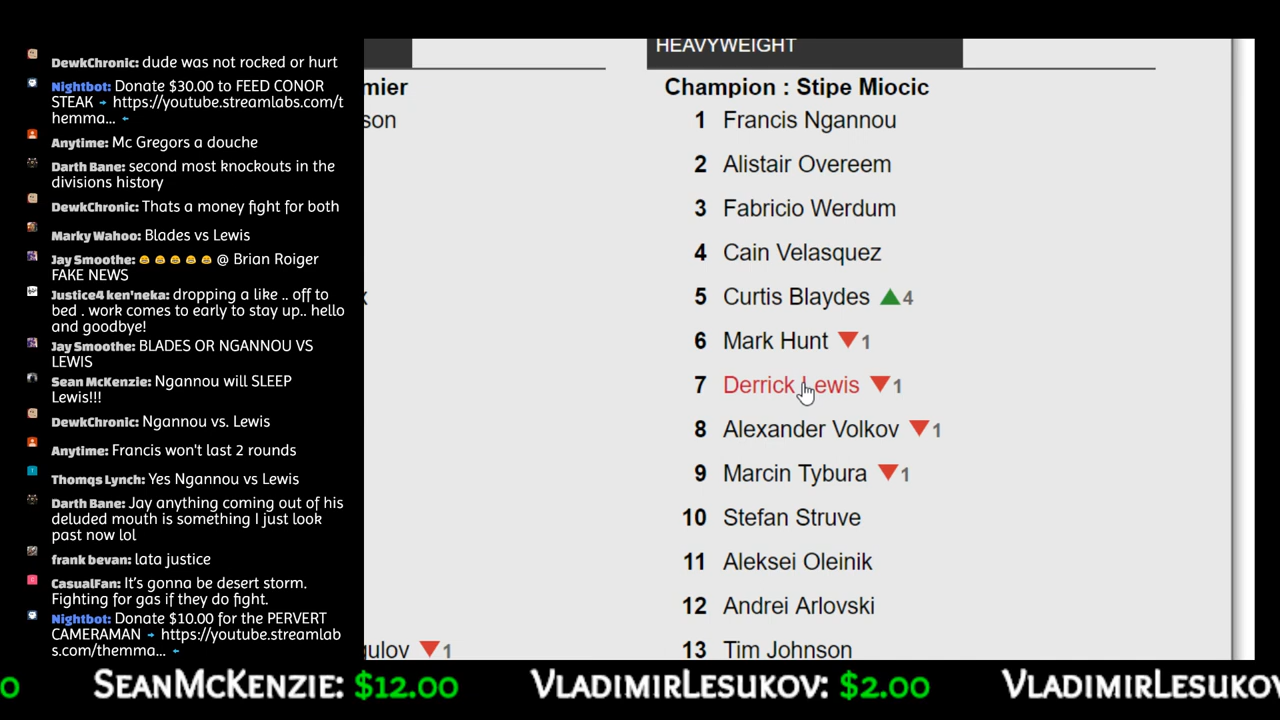 DewkChronic: dude was not rocked or hurt
Nightbot: Donate $30.00 to FEED CONOR
STEAK → https://youtube.streamlabs.com/t
hemma... ←
Anytime: Mc Gregors a douche
Darth Bane: second most knockouts in the
divisions history
DewkChronic: Thats a money fight for both
Marky Wahoo: Blades vs Lewis
Jay Smoothe: @ Brian Roiger
FAKE NEWS
Justice4 ken'neka: dropping a like .. off to
bed . work comes to early to stay up.. hello
and goodbye!
Jay Smoothe: BLADES OR NGANNOU VS
LEWIS
Sean McKenzie: Ngannou will SLEEP
Lewis!!!
DewkChronic: Ngannou vs. Lewis
Anytime: Francis won't last 2 rounds
Thomqs Lynch: Yes Ngannou vs Lewis
Darth Bane: Jay anything coming out of his
deluded mouth is something I just look
past now lol
frank bevan: lata justice
CasualFan: It's gonna be desert storm.
Fighting for gas if they do fight.
Nightbot: Donate $10.00 for the PERVERT
CAMERAMAN → https://youtube.streamlab
s.com/themma... ←
mier
son
gulov ▼1
HEAVYWEIGHT
Champion : Stipe Miocic
1 Francis Ngannou
2 Alistair Overeem
3 Fabricio Werdum
4 Cain Velasquez
5 Curtis Blaydes ▲4
6 Mark Hunt ▼1
7 Derrick Lewis ▼1
8 Alexander Volkov ▼1
9 Marcin Tybura ▼1
10 Stefan Struve
11 Aleksei Oleinik
12 Andrei Arlovski
13 Tim Johnson
0 SeanMcKenzie: $12.00 VladimirLesukov: $2.00 VladimirLesukov